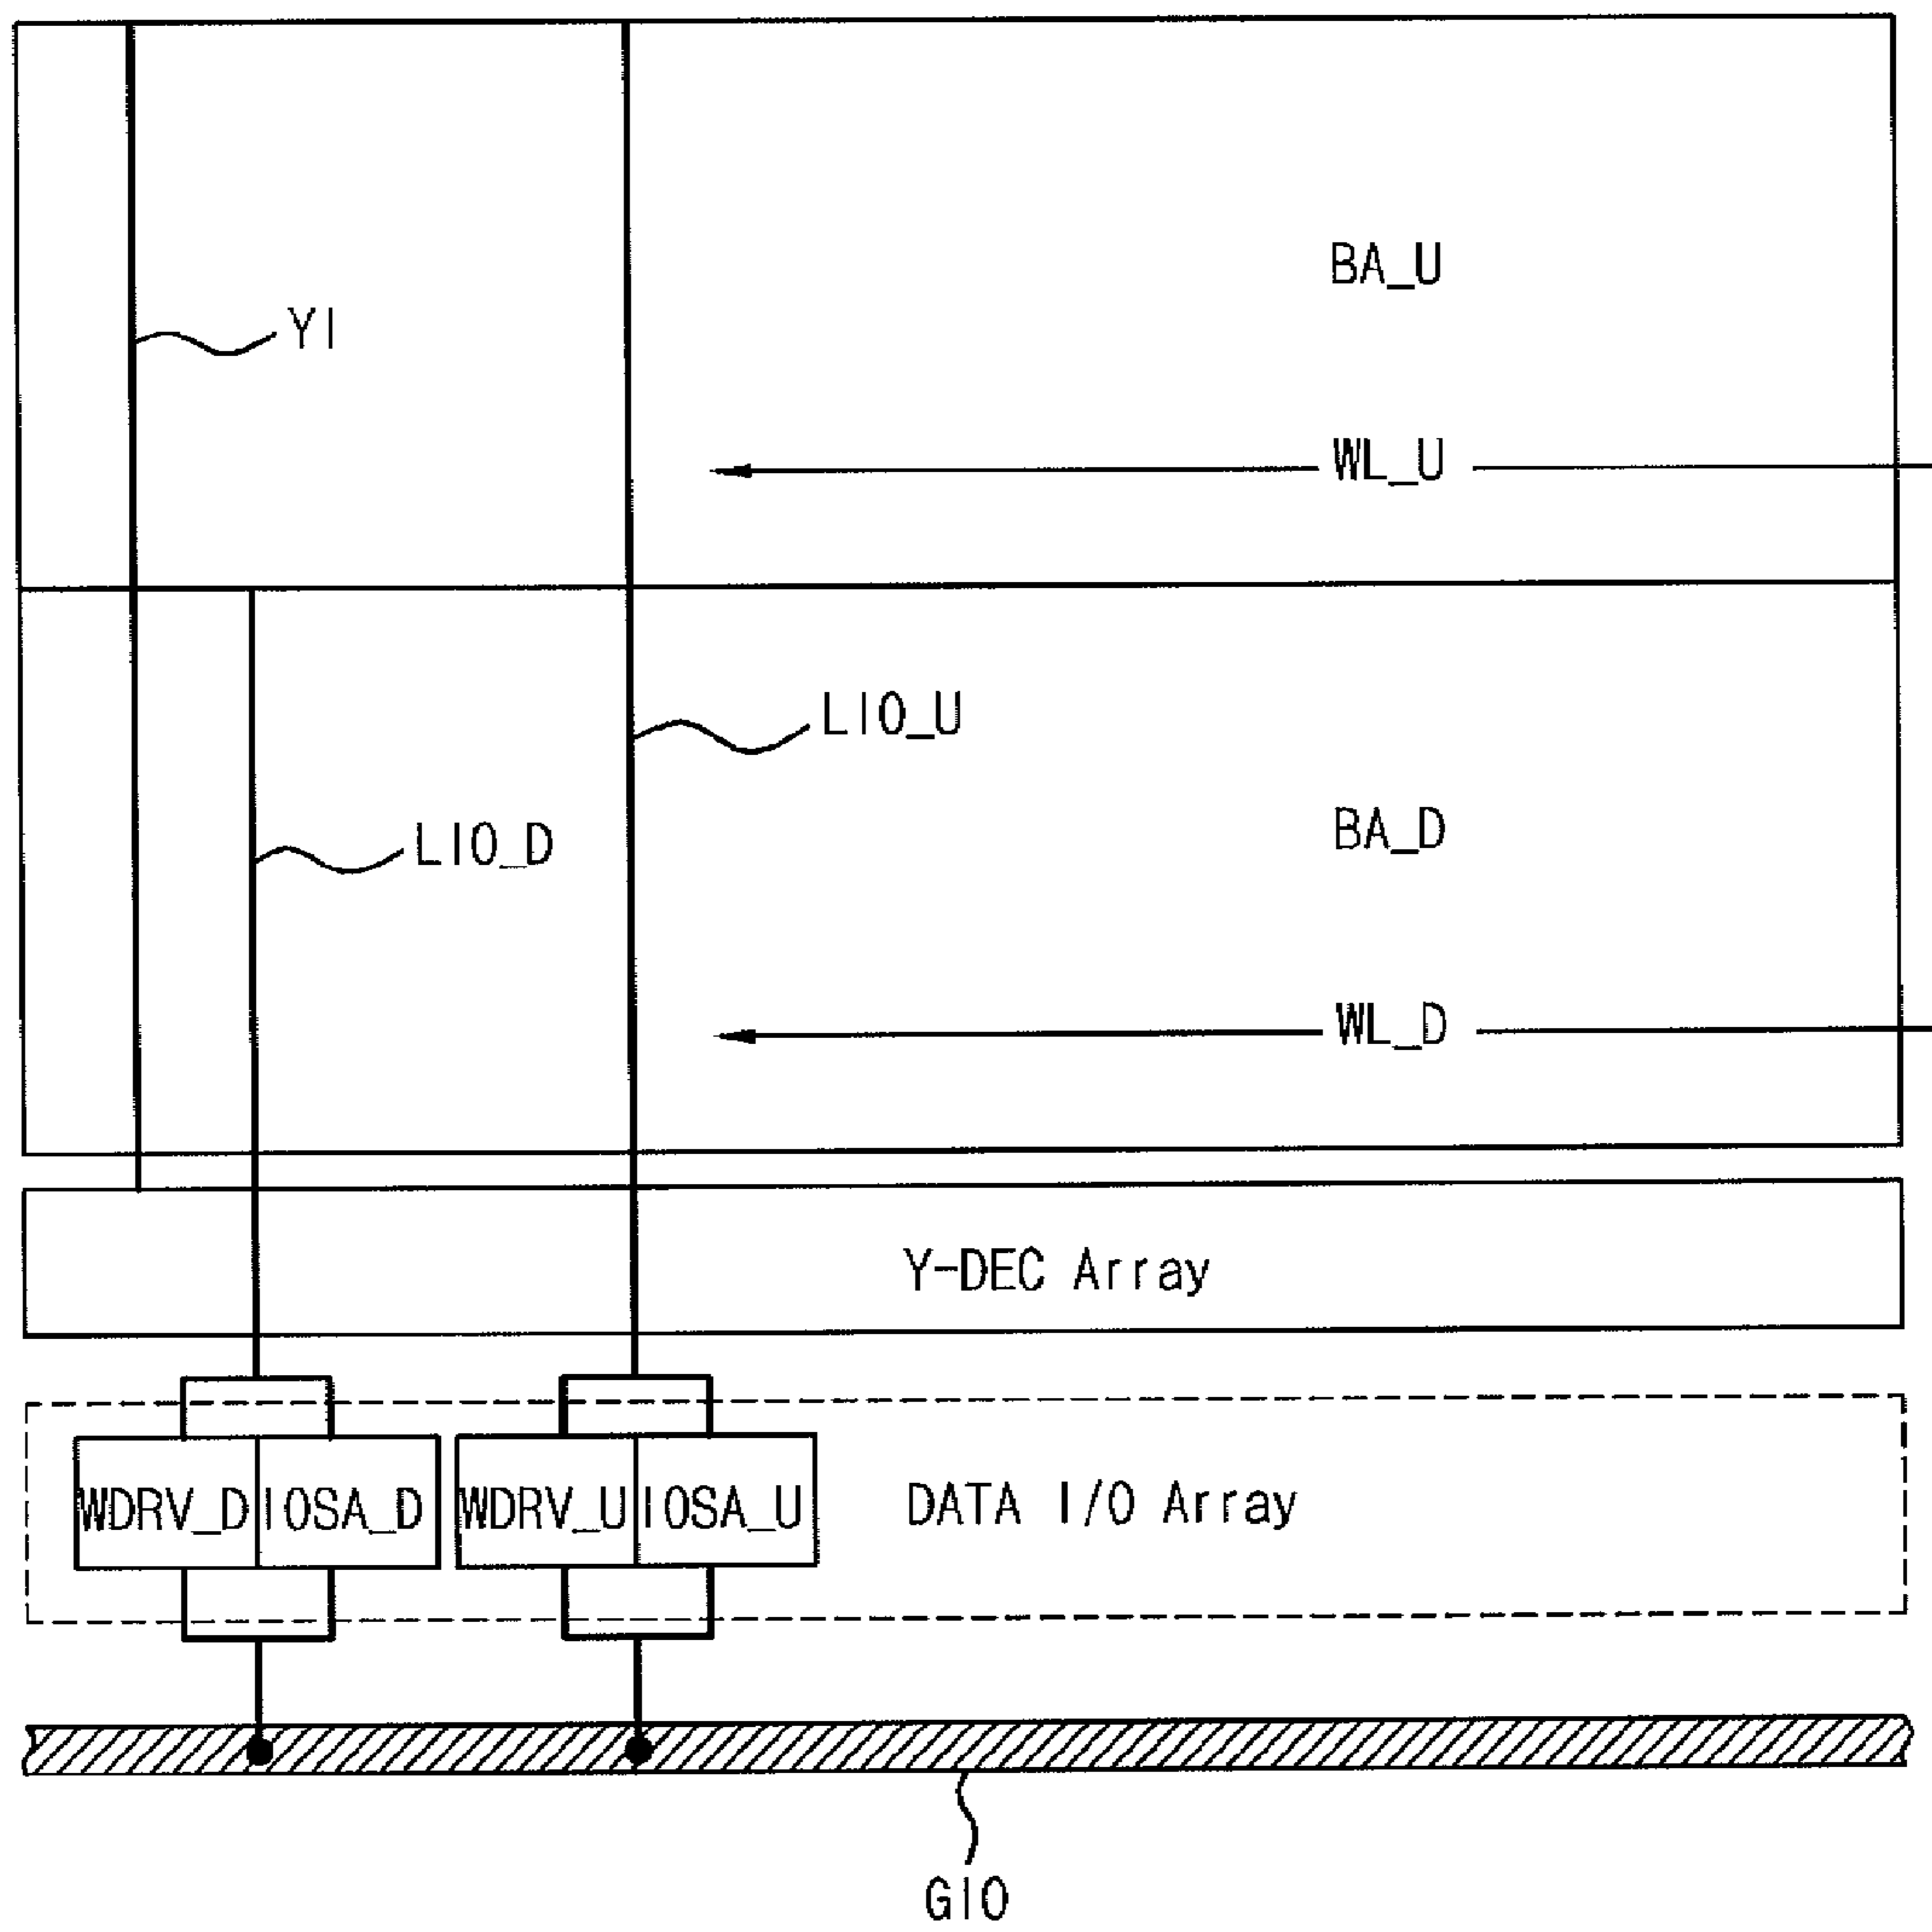 BA_U
YI
WL_U
LIO_U
BA_D
LIO_D
WL_D
Y-DEC Array
WDRV_D IOSA_D WDRV_U IOSA_U DATA I/O Array
GIO